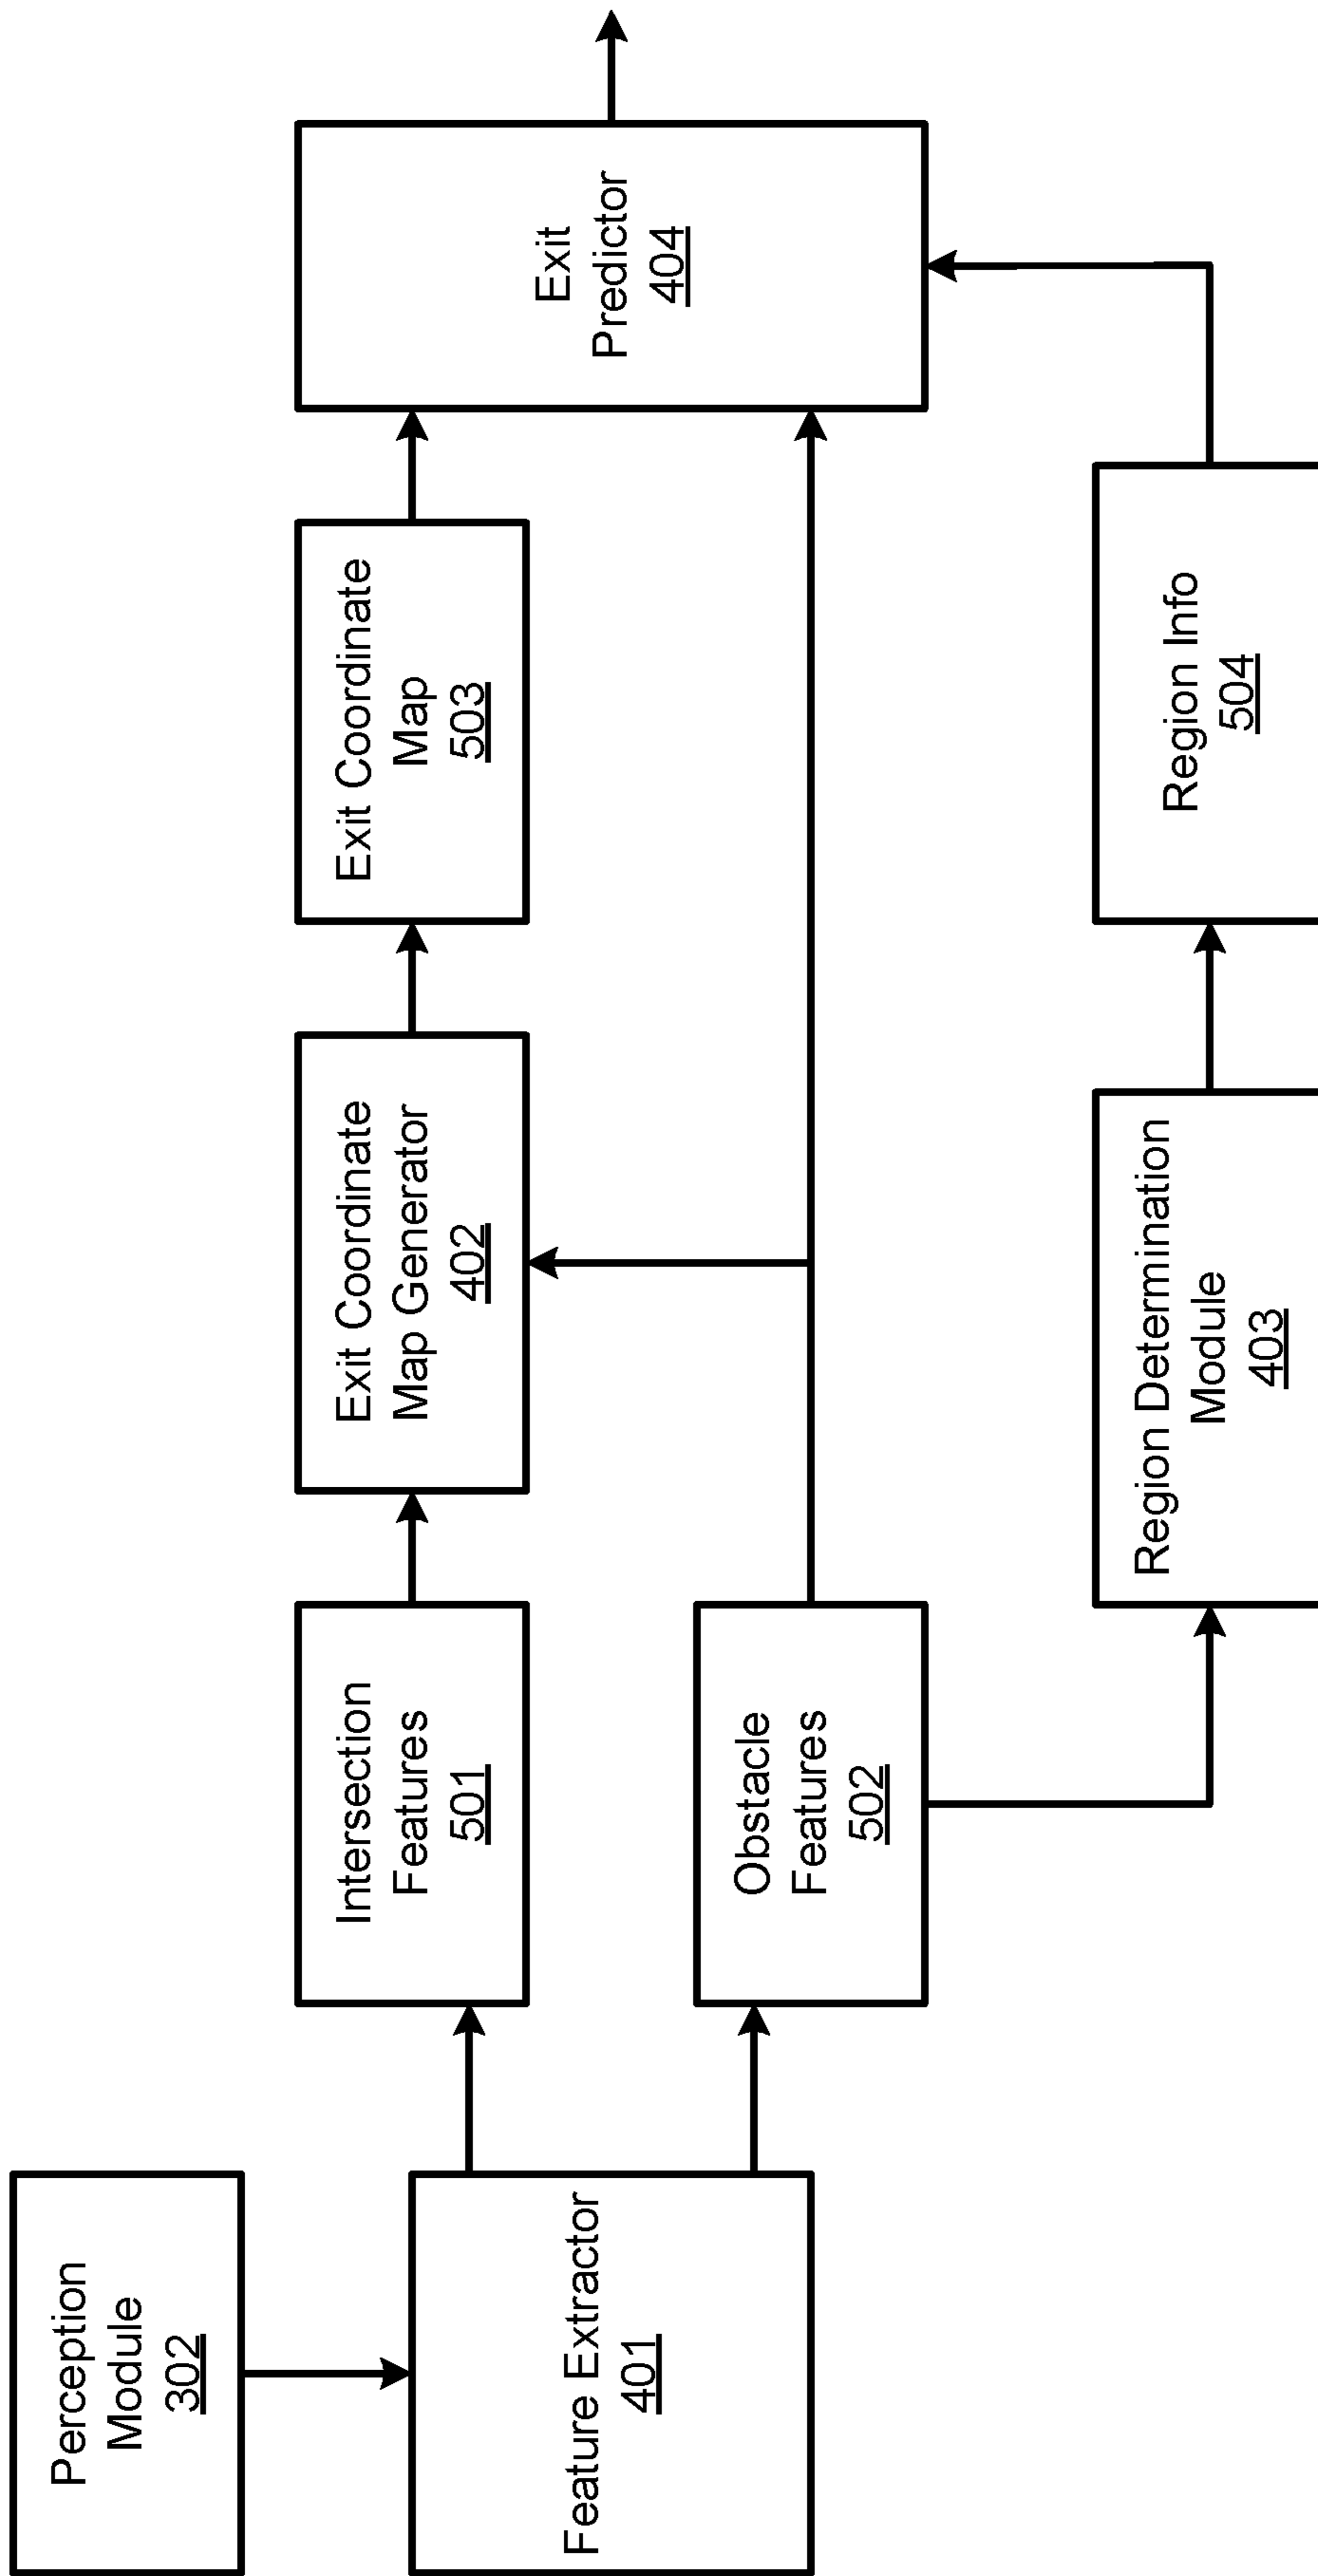 Perception
Module
302
Feature Extractor
401
Intersection
Features
501
Obstacle
Features
502
Exit Coordinate
Map Generator
402
Region Determination
Module
403
Exit Coordinate
Map
503
Region Info
504
Exit
Predictor
404